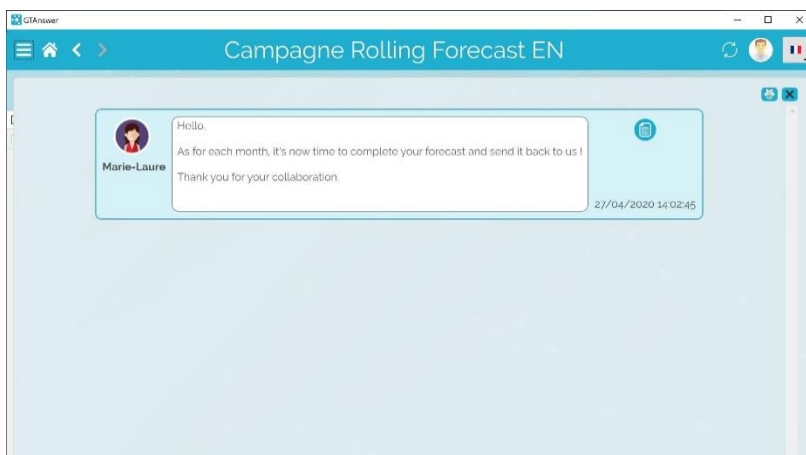 GTAnswer
Campagne Rolling Forecast EN
Hello,
As for each month, it's now time to complete your forecast and send it back to us !
Marie-Laure
Thank you for your collaboration.
27/04/2020 14:02:45